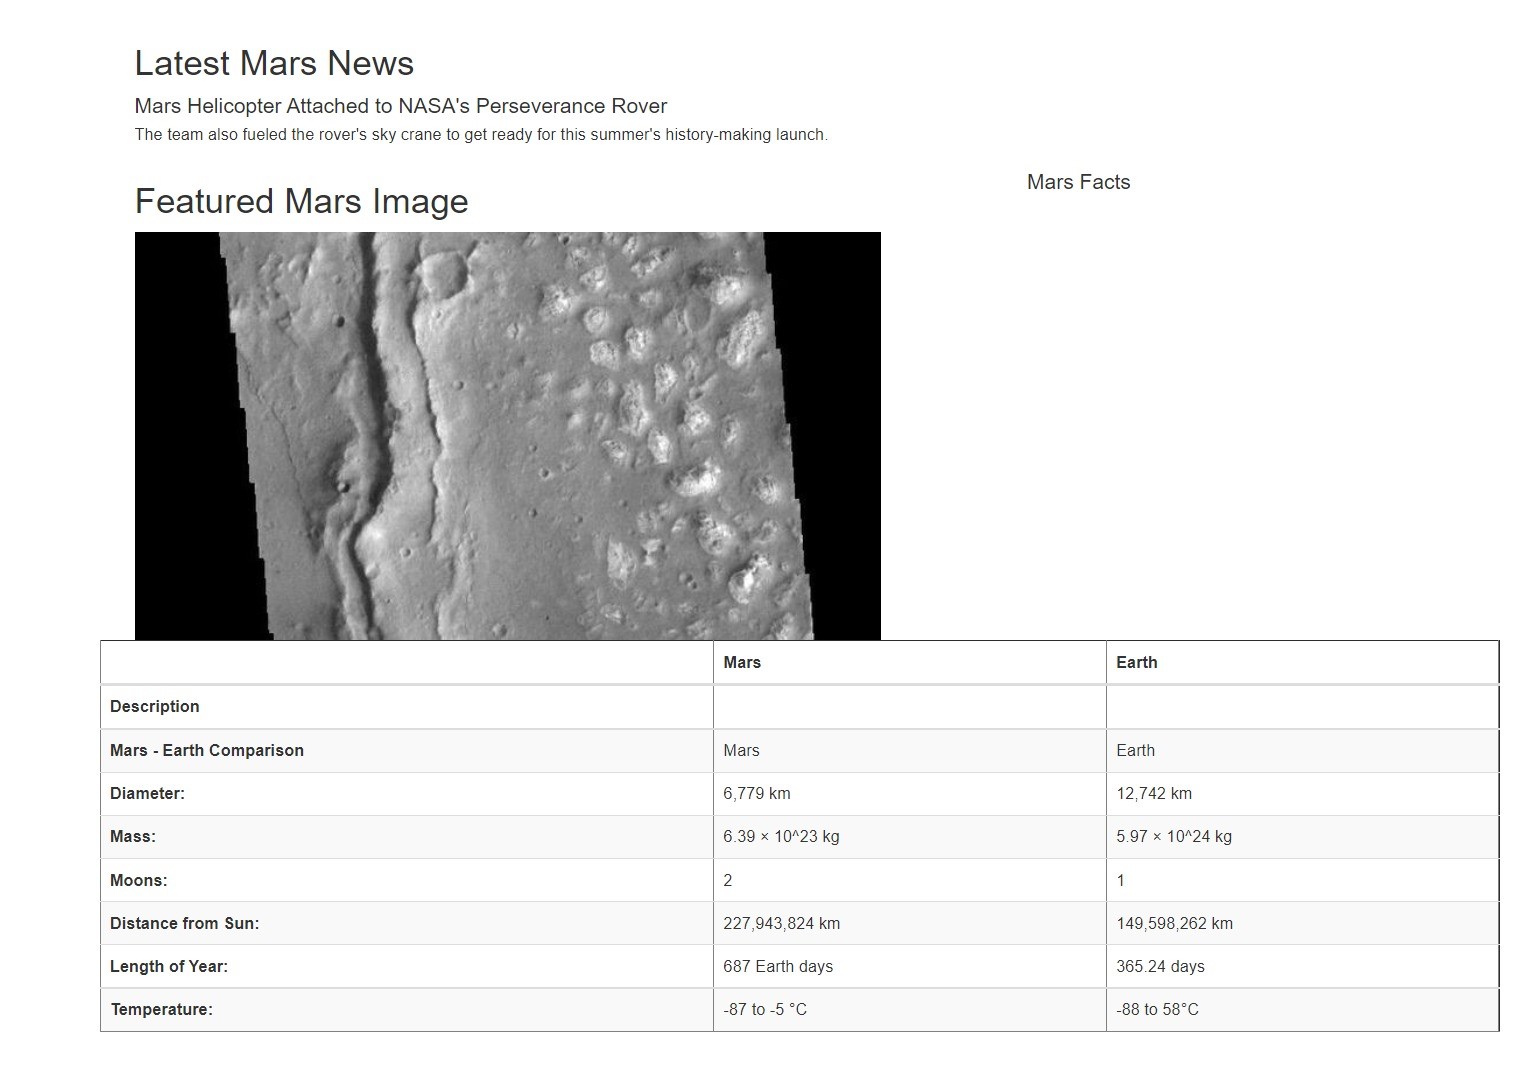 Latest Mars News
Mars Helicopter Attached to NASA's Perseverance Rover
The team also fueled the rover's sky crane to get ready for this summer's history-making launch.
Featured Mars Image
Mars Facts
Mars Earth
Description
Mars - Earth Comparison Mars Earth
Diameter: 6,779 km 12,742 km
Mass: 6.39 × 10^23 kg 5.97 × 10^24 kg
Moons: 2 1
Distance from Sun: 227,943,824 km 149,598,262 km
Length of Year: 687 Earth days 365.24 days
Temperature: -87 to -5 °C -88 to 58°C